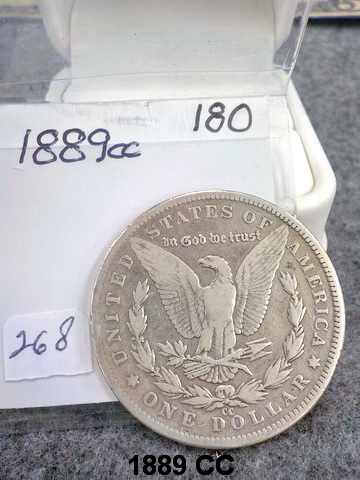 180
1889cc
UNITED STATES OF AMERICA
In God we trust
268
CC
ONE DOLLAR
1889 CC